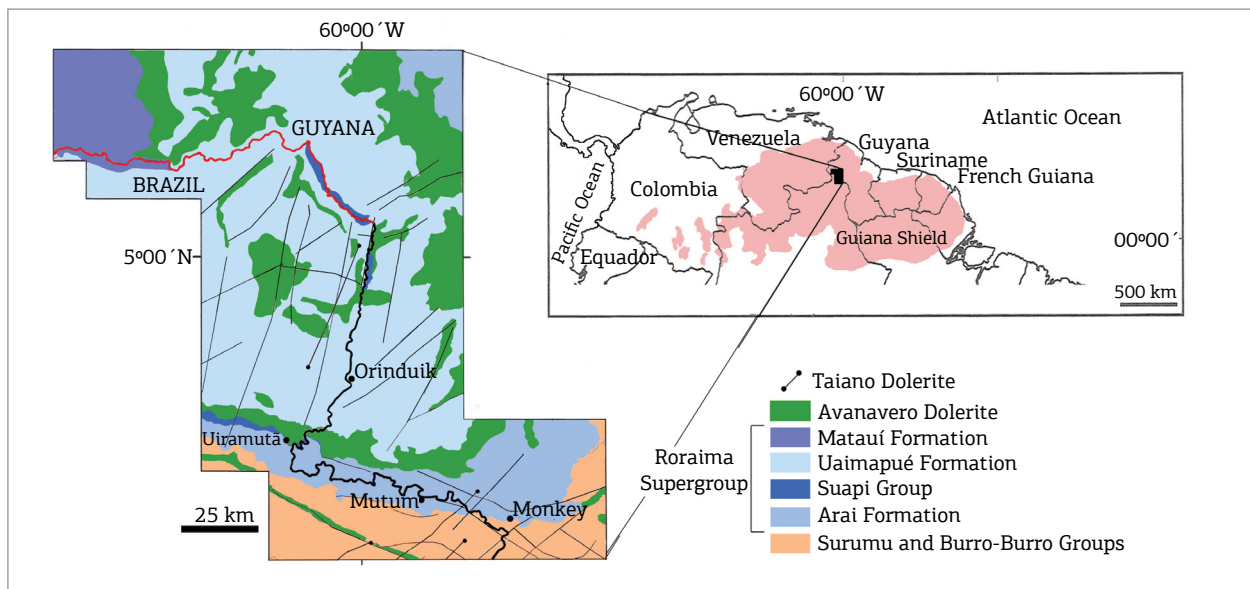 60º00 ´W
GUYANA
BRAZIL
5º00 ´N
Orinduik
Uiramutã
Mutum
Monkey
25 km
60º00 ´W
Atlantic Ocean
Venezuela
Guyana
Suriname
French Guiana
Colombia
Pacific Ocean
Guiana Shield
00º00´
Equador
500 km
Taiano Dolerite
Avanavero Dolerite
Matauí Formation
Uaimapué Formation
Roraima
Supergroup
Suapi Group
Arai Formation
Surumu and Burro-Burro Groups